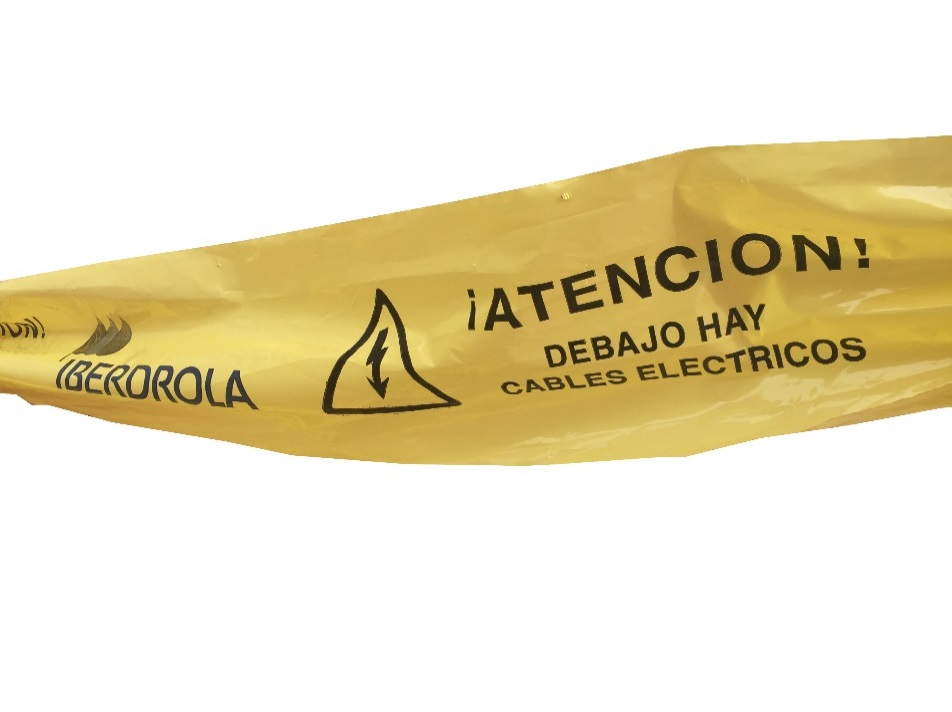 ¡ATENCION!
DEBAJO HAY
CABLES ELECTRICOS
IBERDROLA